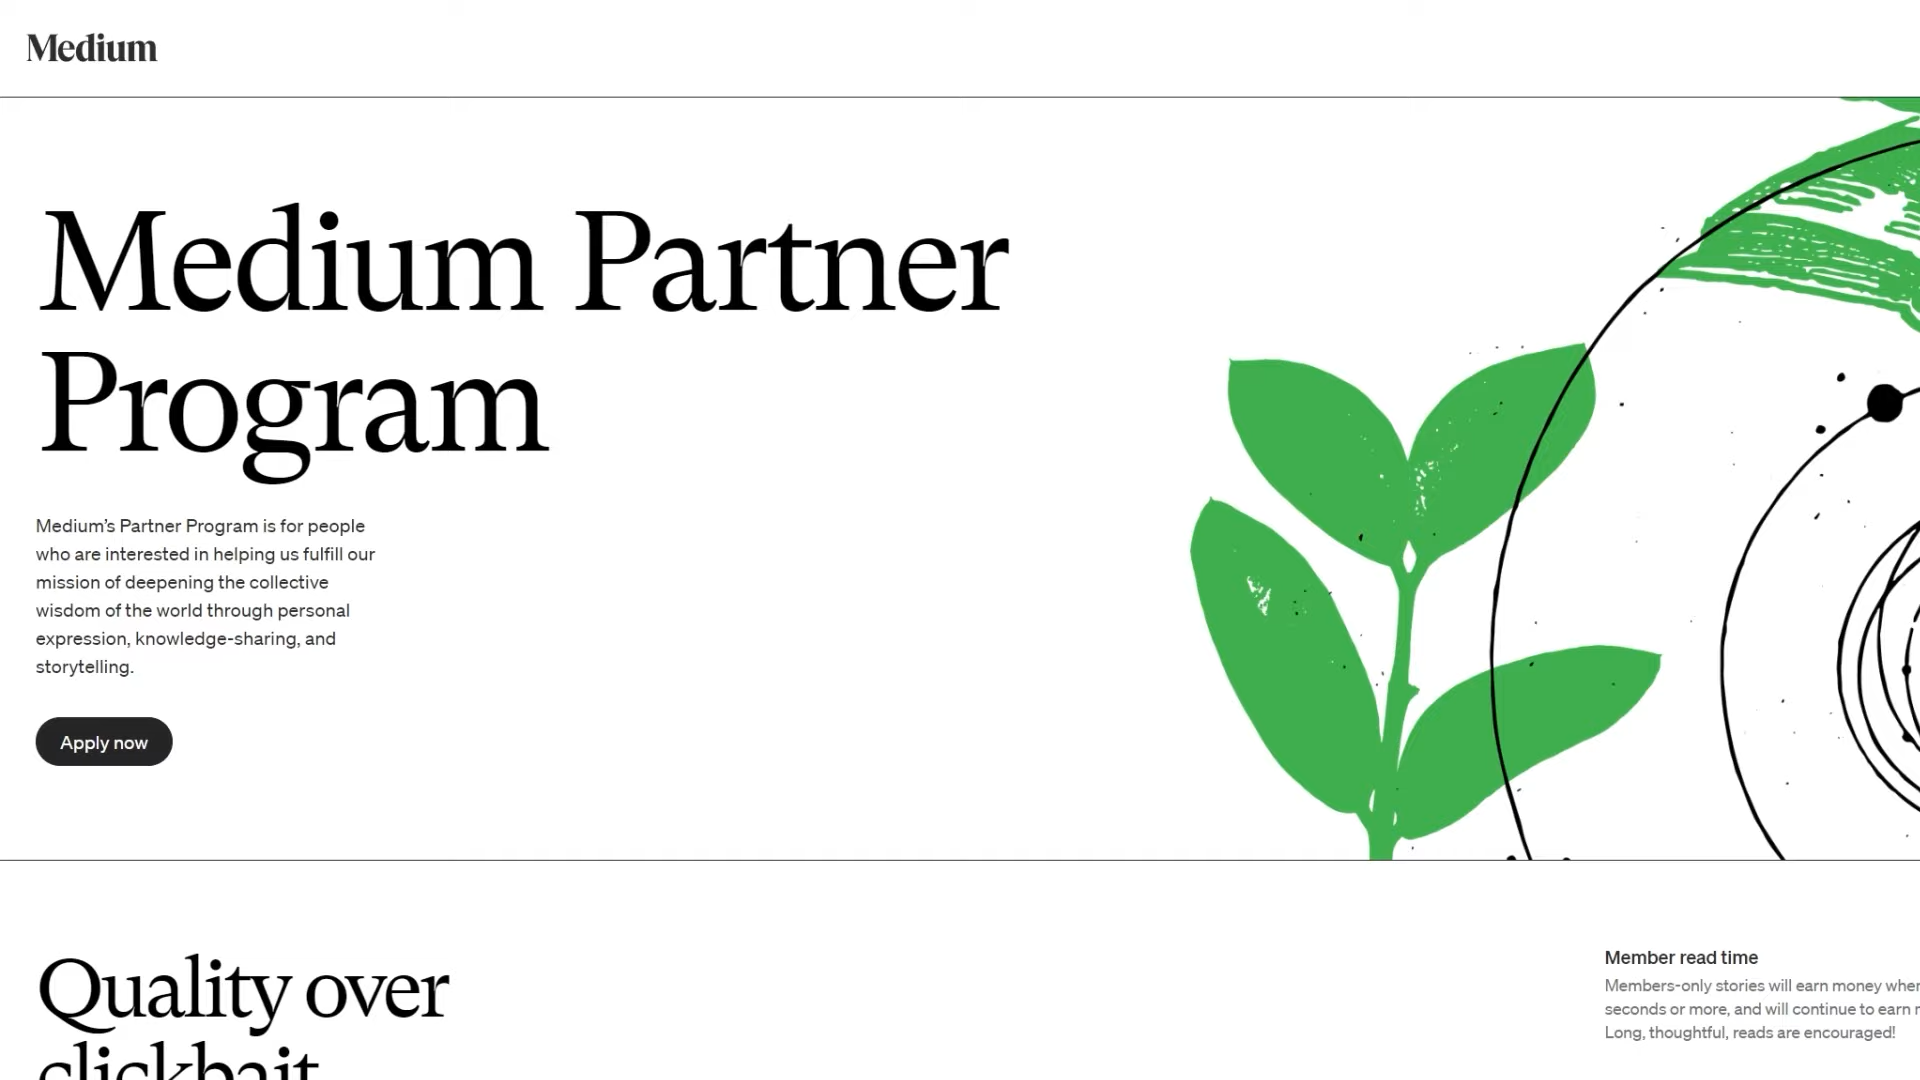 Medium
Medium Partner
Program
Medium’s Partner Program is for people
who are interested in helping us fulfill our
mission of deepening the collective
wisdom of the world through personal
expression, knowledge-sharing, and
storytelling.
Apply now
Quality over
clickbait
Member read time
Members-only stories will earn money when
seconds or more, and will continue to earn
Long, thoughtful, reads are encouraged!